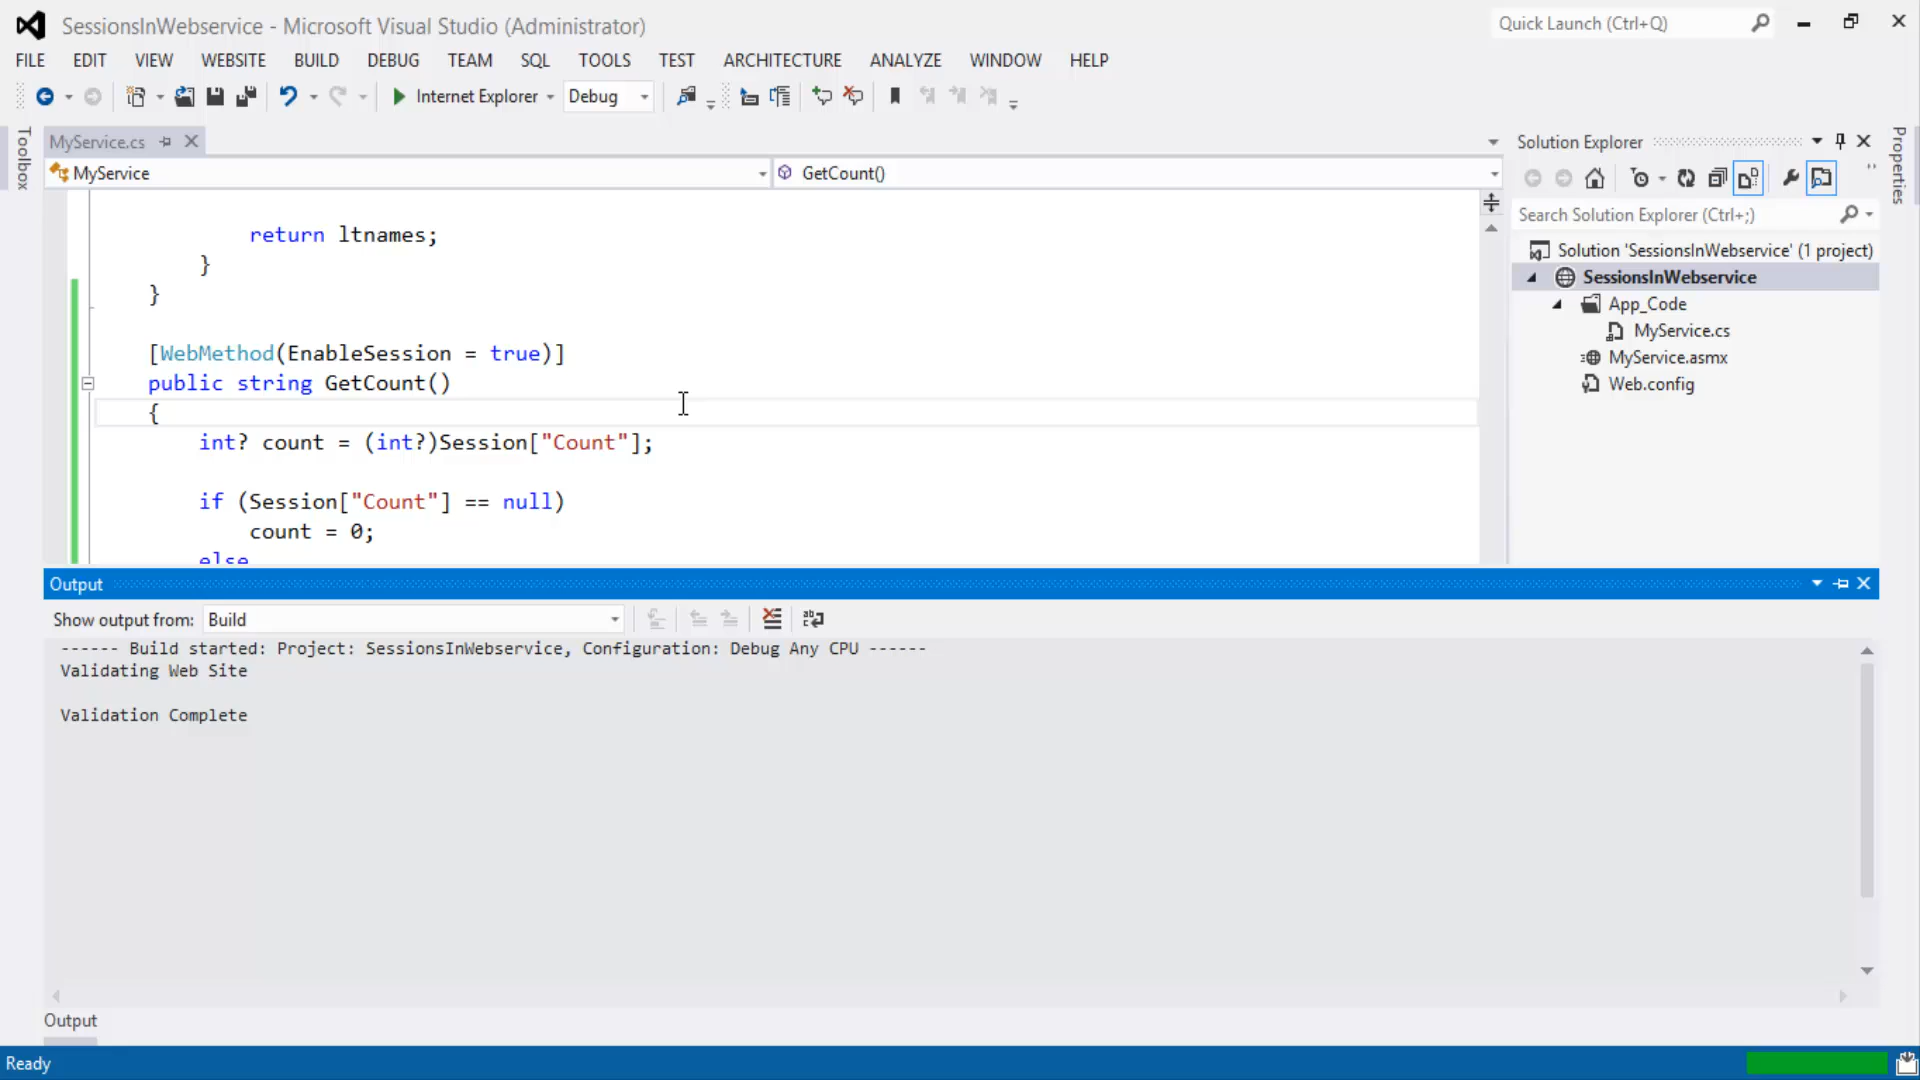 SessionsInWebservice - Microsoft Visual Studio (Administrator)
Quick Launch (Ctrl+Q)
FILE EDIT VIEW WEBSITE BUILD DEBUG TEAM SQL TOOLS TEST ARCHITECTURE ANALYZE WINDOW HELP
Internet Explorer Debug
Toolbox
MyService.cs
MyService
GetCount()
return ltnames;
}
}
[WebMethod(EnableSession = true)]
public string GetCount()
{
int? count = (int?)Session["Count"];
if (Session["Count"] == null)
count = 0;
else
Solution Explorer
Search Solution Explorer (Ctrl+;)
Solution 'SessionsInWebservice' (1 project)
SessionsInWebservice
App_Code
MyService.cs
MyService.asmx
Web.config
Properties
Output
Show output from: Build
------ Build started: Project: SessionsInWebservice, Configuration: Debug Any CPU ------
Validating Web Site
Validation Complete
Output
Ready